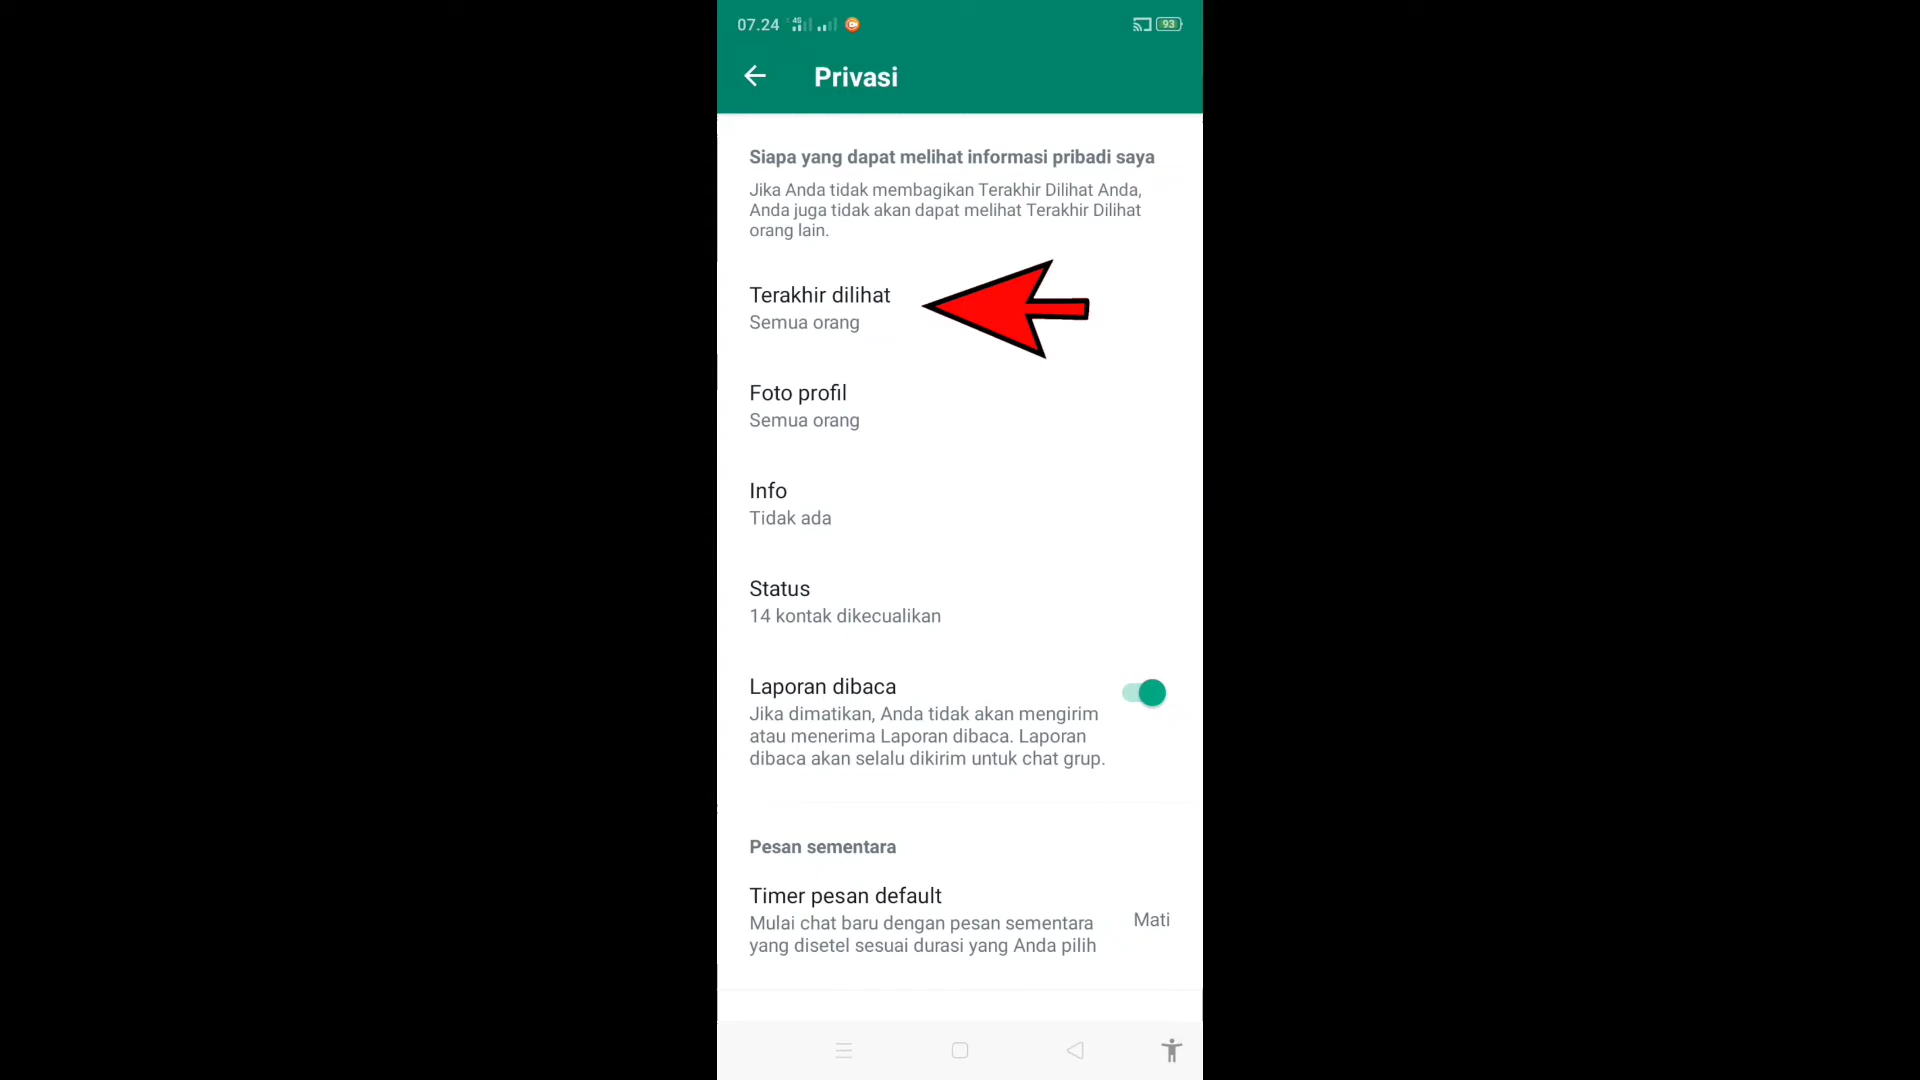 07.24 4G 93
Privasi
Siapa yang dapat melihat informasi pribadi saya
Jika Anda tidak membagikan Terakhir Dilihat Anda,
Anda juga tidak akan dapat melihat Terakhir Dilihat
orang lain.
Terakhir dilihat
Semua orang
Foto profil
Semua orang
Info
Tidak ada
Status
14 kontak dikecualikan
Laporan dibaca
Jika dimatikan, Anda tidak akan mengirim
atau menerima Laporan dibaca. Laporan
dibaca akan selalu dikirim untuk chat grup.
Pesan sementara
Timer pesan default
Mulai chat baru dengan pesan sementara
yang disetel sesuai durasi yang Anda pilih
Mati